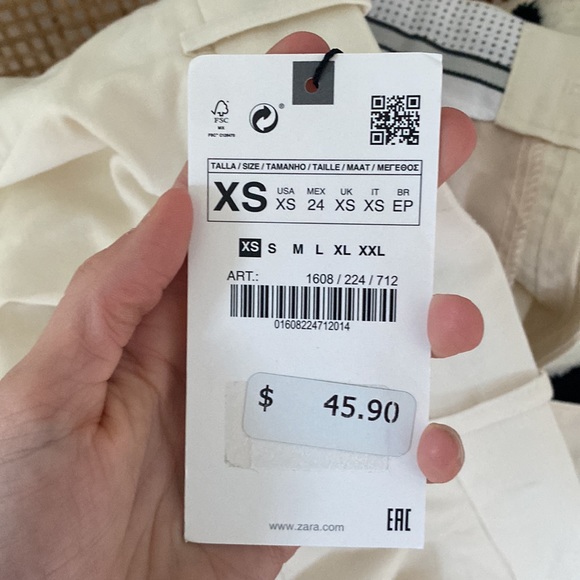 FSC
TALLA / SIZE / TAMANHO / TAILLE / MAAT / ΜΕΓΕΘΟΣ
XS
USA MEX UK IT BR
XS 24 XS XS EP
XS S M L XL XXL
ART.: 1608 / 224 / 712
01608224712014
$ 45.90
www.zara.com
EAC